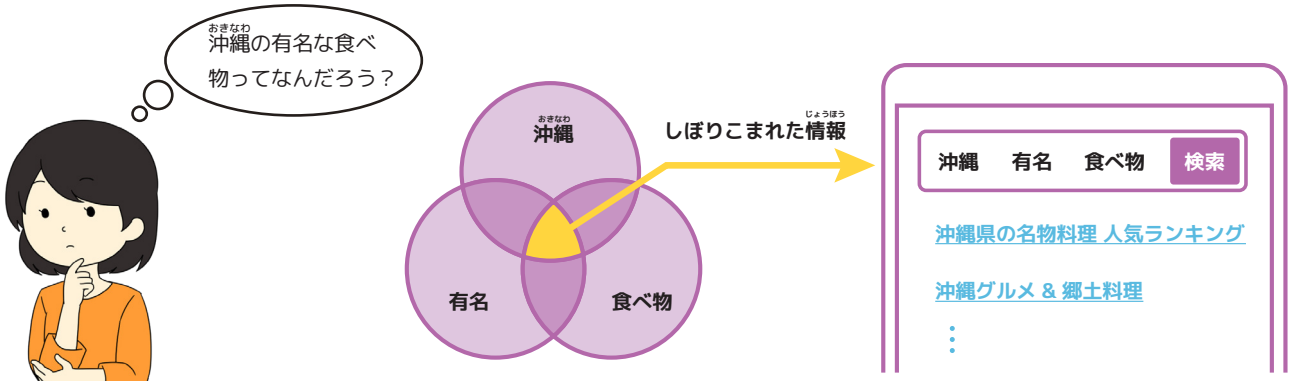 おきなわ
沖縄の有名な食べ
物ってなんだろう？
おきなわ
沖縄
有名
食べ物
じょうほう
しぼりこまれた情報
沖縄 有名 食べ物 検索
沖縄県の名物料理 人気ランキング
沖縄グルメ & 郷土料理